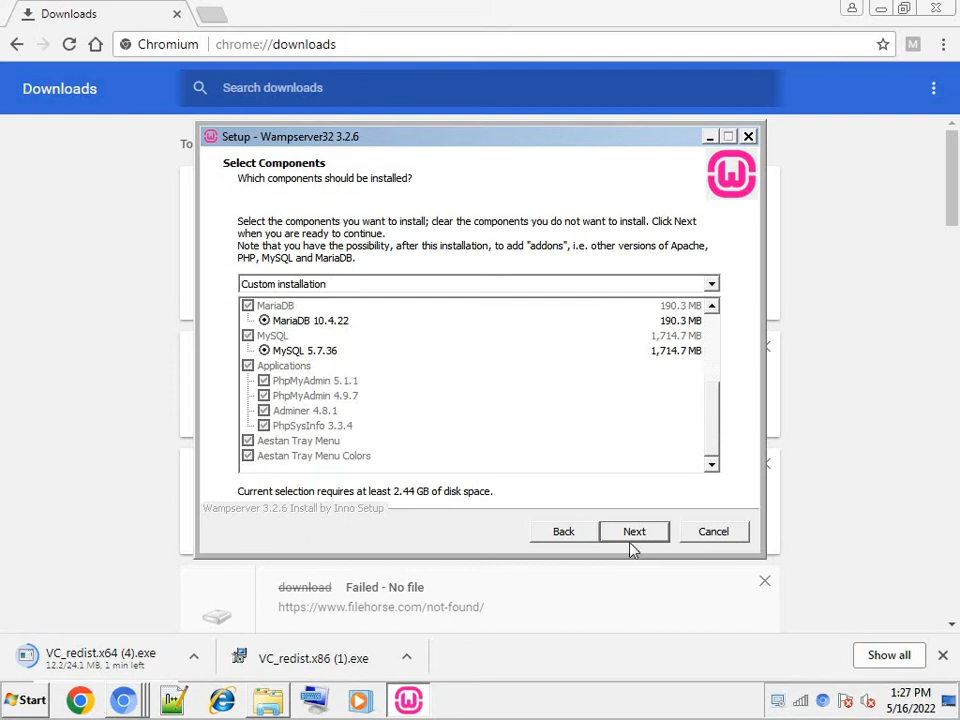 Downloads
Chromium
chrome://downloads
M
Downloads
Search downloads
To
Setup - Wampserver32 3.2.6
Select Components
Which components should be installed?
Select the components you want to install; clear the components you do not want to install. Click Next
when you are ready to continue.
Note that you have the possibility, after this installation, to add "addons", i.e. other versions of Apache,
PHP, MySQL and MariaDB.
Custom installation
MariaDB 190.3 MB
MariaDB 10.4.22 190.3 MB
MySQL 1,714.7 MB
MySQL 5.7.36 1,714.7 MB
Applications
PhpMyAdmin 5.1.1
PhpMyAdmin 4.9.7
Adminer 4.8.1
PhpSysInfo 3.3.4
Aestan Tray Menu
Aestan Tray Menu Colors
Current selection requires at least 2.44 GB of disk space.
Wampserver 3.2.6 Install by Inno Setup
Back
Next
Cancel
download Failed - No file
https://www.filehorse.com/not-found/
VC_redist.x64 (4).exe
12.2/24.1 MB, 1 min left
VC_redist.x86 (1).exe
Show all
Start
1:27 PM
5/16/2022